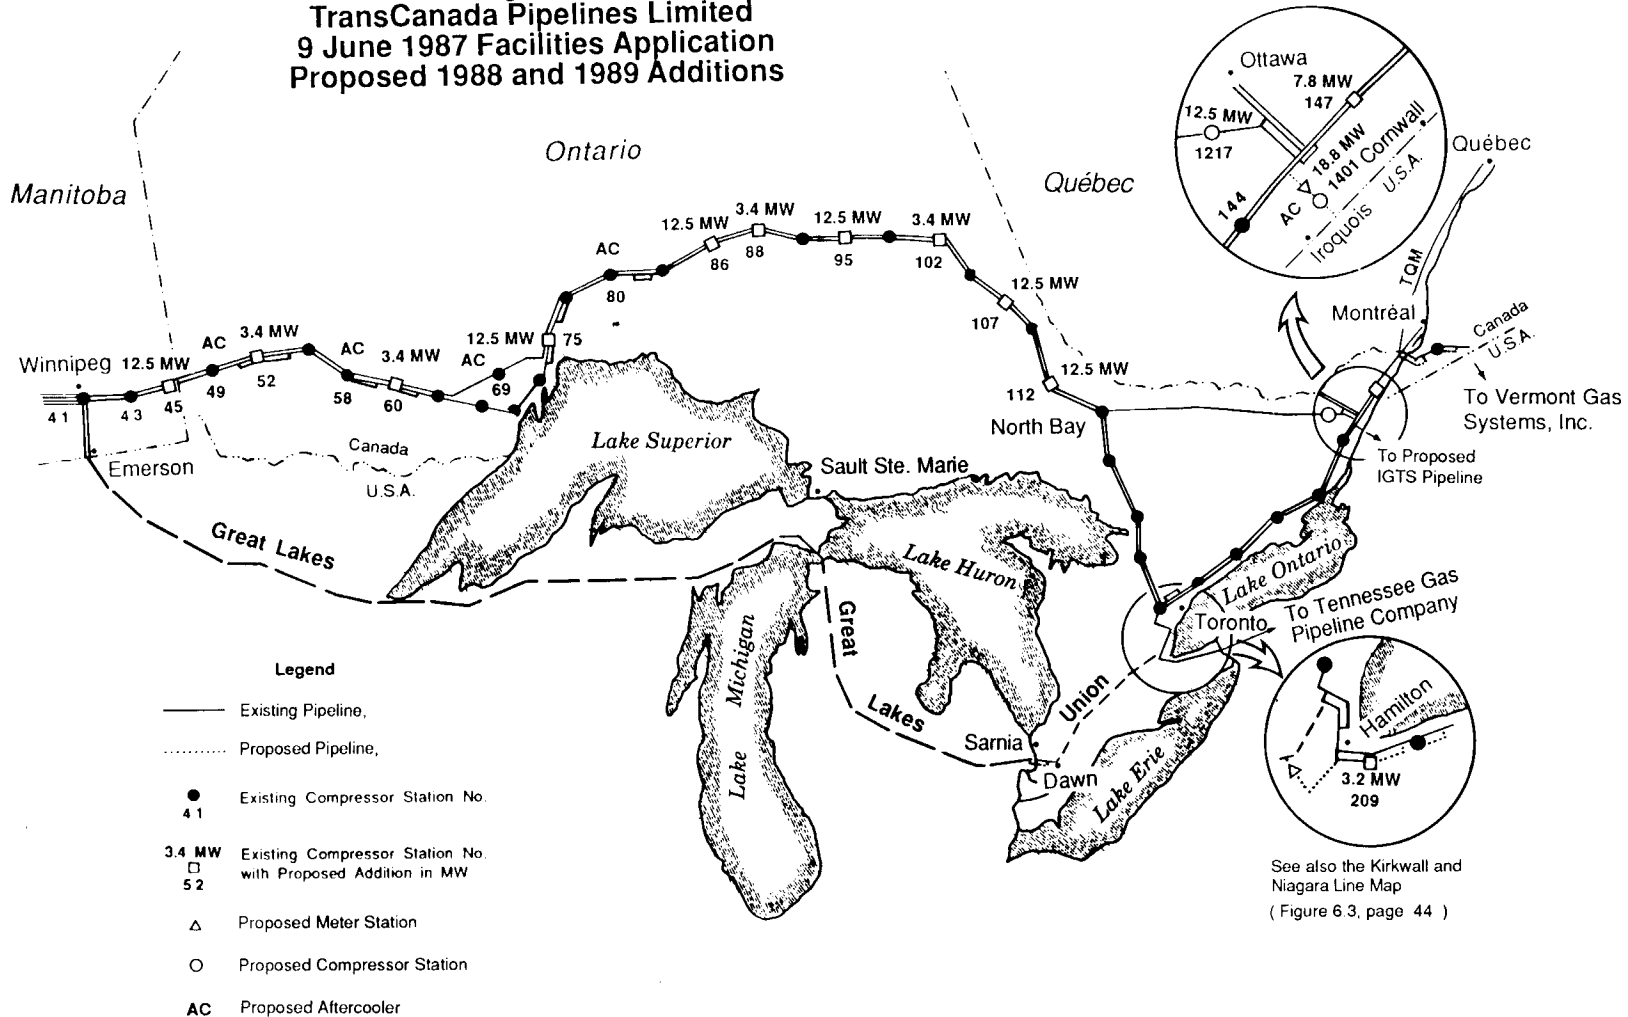 TransCanada Pipelines Limited
9 June 1987 Facilities Application
Proposed 1988 and 1989 Additions
Manitoba
Ontario
Québec
Winnipeg
41
43
12.5 MW
45
AC
49
3.4 MW
52
AC
58
3.4 MW
60
12.5 MW
AC
69
75
AC
80
12.5 MW
86
3.4 MW
88
12.5 MW
95
3.4 MW
102
12.5 MW
107
12.5 MW
112
North Bay
Emerson
Canada
U.S.A.
Great Lakes
Lake Superior
Sault Ste. Marie
Lake Huron
Lake Michigan
Great Lakes
Sarnia
Dawn
Union
Lake Erie
Lake Ontario
Toronto
To Tennessee Gas
Pipeline Company
Ottawa
7.8 MW
147
12.5 MW
1217
144
AC
18.8 MW
1401
Cornwall
U.S.A.
Iroquois
Québec
TQM
Montréal
Canada
U.S.A.
To Vermont Gas
Systems, Inc.
To Proposed
IGTS Pipeline
Hamilton
3.2 MW
209
See also the Kirkwall and
Niagara Line Map
( Figure 6.3, page 44 )
Legend
Existing Pipeline,
Proposed Pipeline,
Existing Compressor Station No.
41
3.4 MW
52
Existing Compressor Station No.
with Proposed Addition in MW
Proposed Meter Station
Proposed Compressor Station
AC Proposed Aftercooler